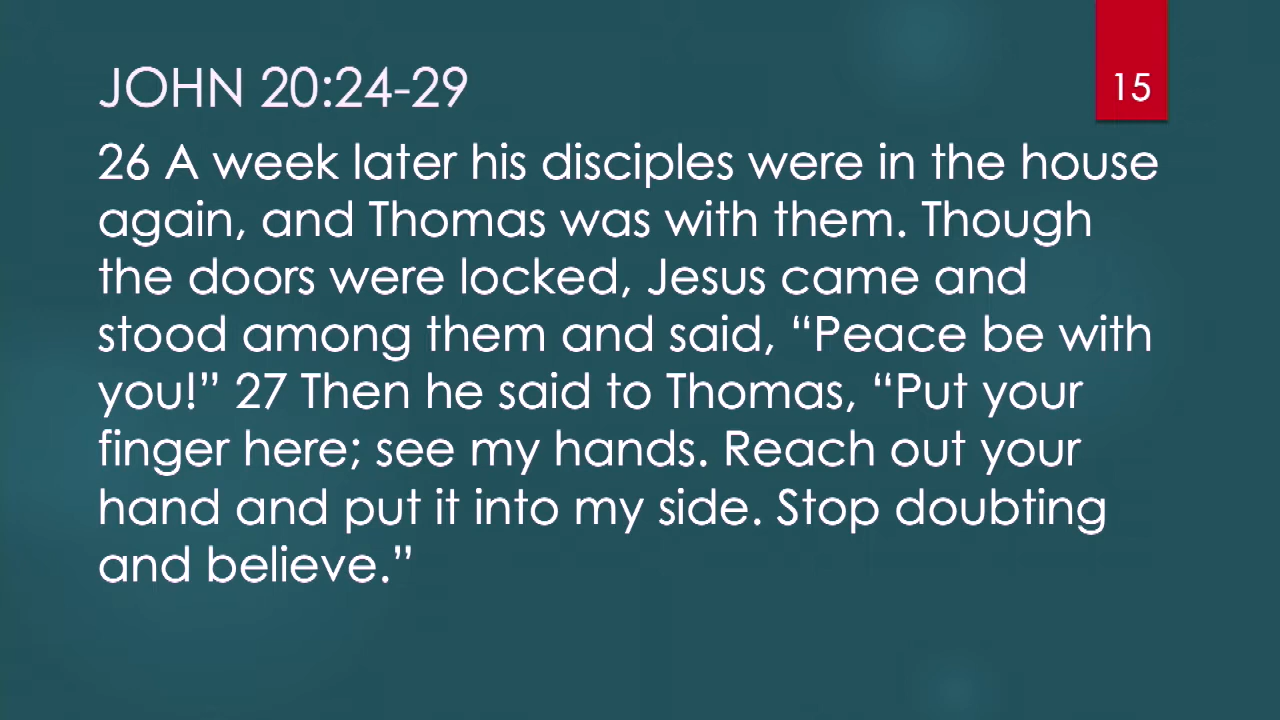 JOHN 20:24-29
15
26 A week later his disciples were in the house
again, and Thomas was with them. Though
the doors were locked, Jesus came and
stood among them and said, “Peace be with
you!” 27 Then he said to Thomas, “Put your
finger here; see my hands. Reach out your
hand and put it into my side. Stop doubting
and believe.”